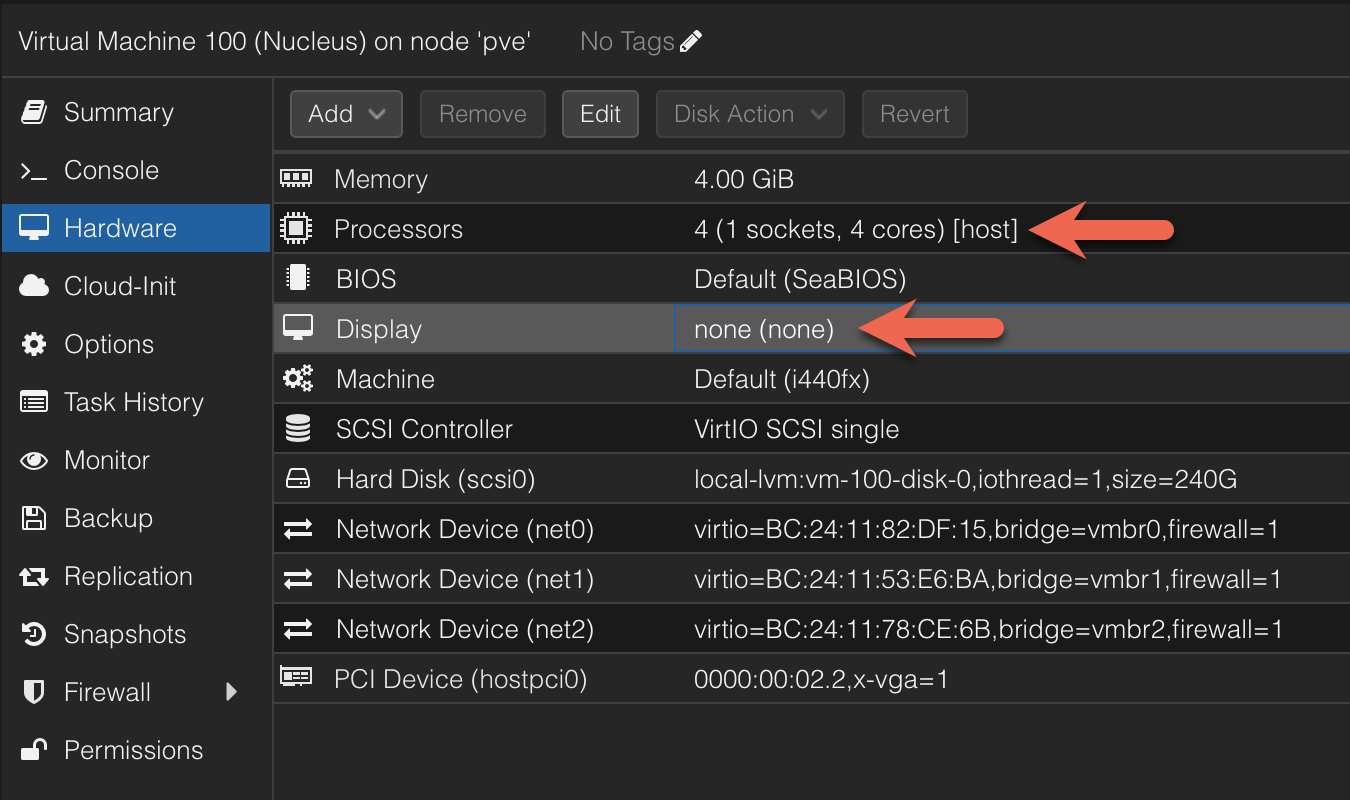 Virtual Machine 100 (Nucleus) on node 'pve' No Tags
Summary
Console
Hardware
Cloud-Init
Options
Task History
Monitor
Backup
Replication
Snapshots
Firewall
Permissions
Add Remove Edit Disk Action Revert
Memory 4.00 GiB
Processors 4 (1 sockets, 4 cores) [host]
BIOS Default (SeaBIOS)
Display none (none)
Machine Default (i440fx)
SCSI Controller VirtIO SCSI single
Hard Disk (scsi0) local-lvm:vm-100-disk-0,iothread=1,size=240G
Network Device (net0) virtio=BC:24:11:82:DF:15,bridge=vmbr0,firewall=1
Network Device (net1) virtio=BC:24:11:53:E6:BA,bridge=vmbr1,firewall=1
Network Device (net2) virtio=BC:24:11:78:CE:6B,bridge=vmbr2,firewall=1
PCI Device (hostpci0) 0000:00:02.2,x-vga=1